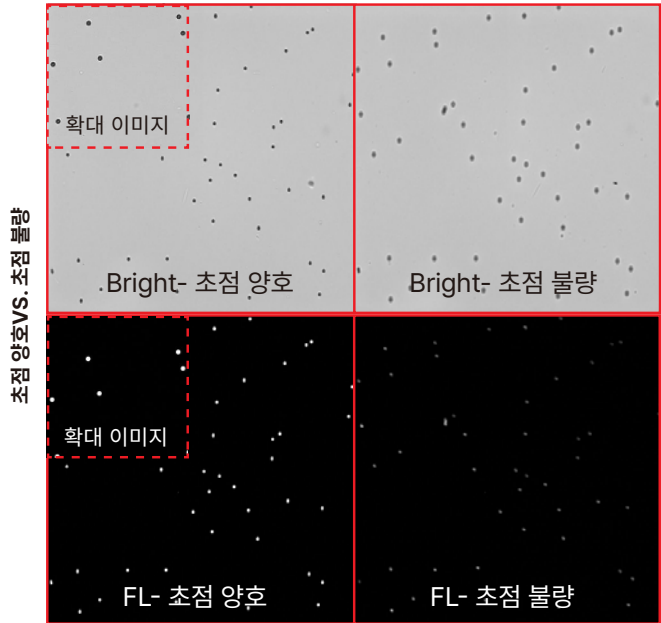 초점 양호VS. 초점 불량
확대 이미지
Bright- 초점 양호
Bright- 초점 불량
확대 이미지
FL- 초점 양호
FL- 초점 불량